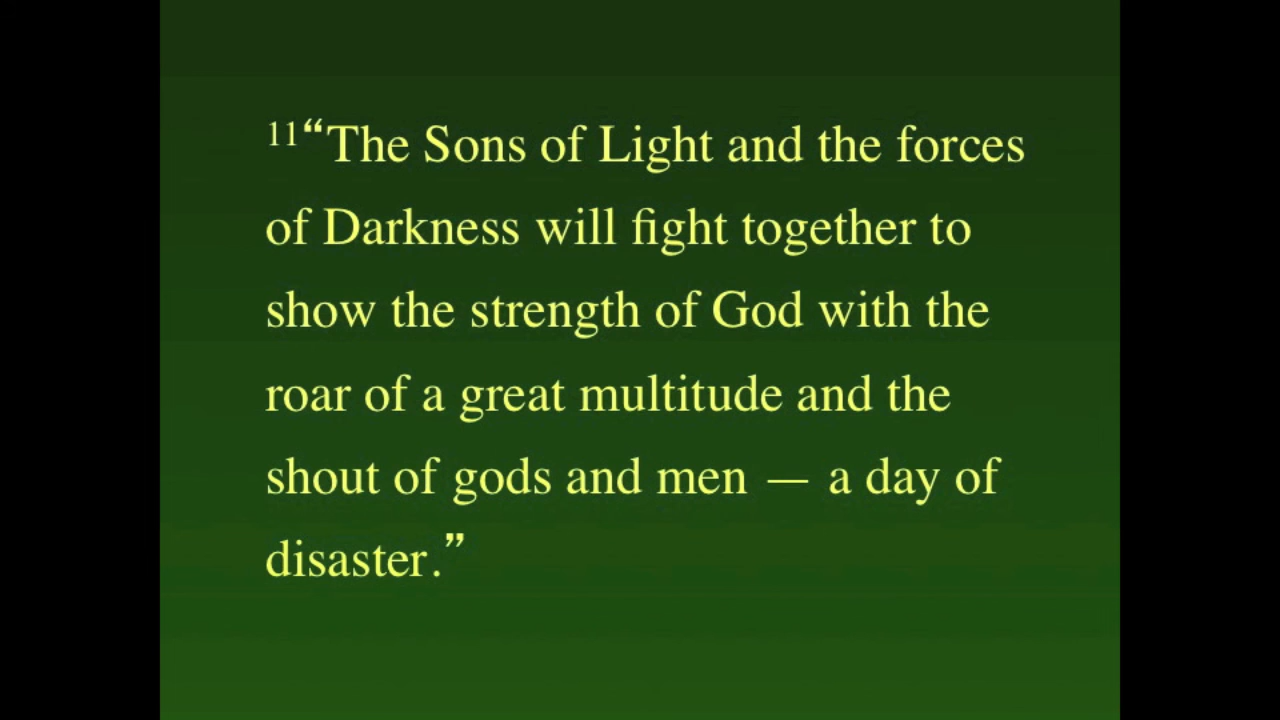 11“The Sons of Light and the forces
of Darkness will fight together to
show the strength of God with the
roar of a great multitude and the
shout of gods and men — a day of
disaster.”